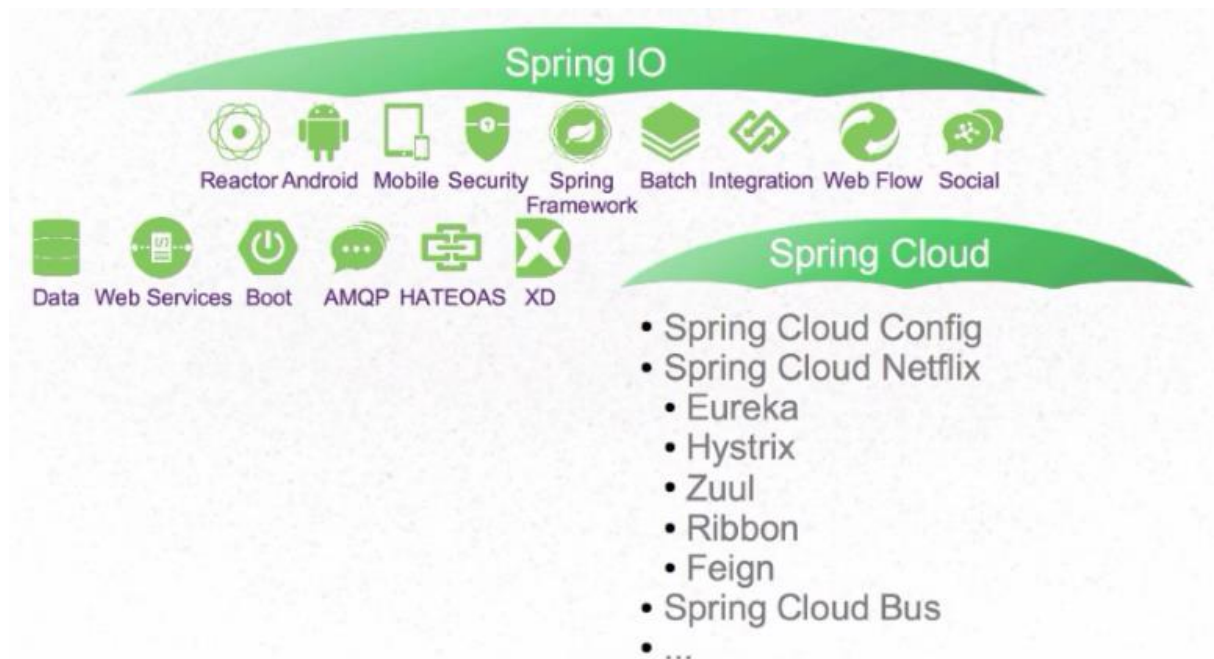 Spring IO
Reactor Android Mobile Security Spring Framework Batch Integration Web Flow Social
Data Web Services Boot AMQP HATEOAS XD
Spring Cloud
• Spring Cloud Config
• Spring Cloud Netflix
• Eureka
• Hystrix
• Zuul
• Ribbon
• Feign
• Spring Cloud Bus
• ...